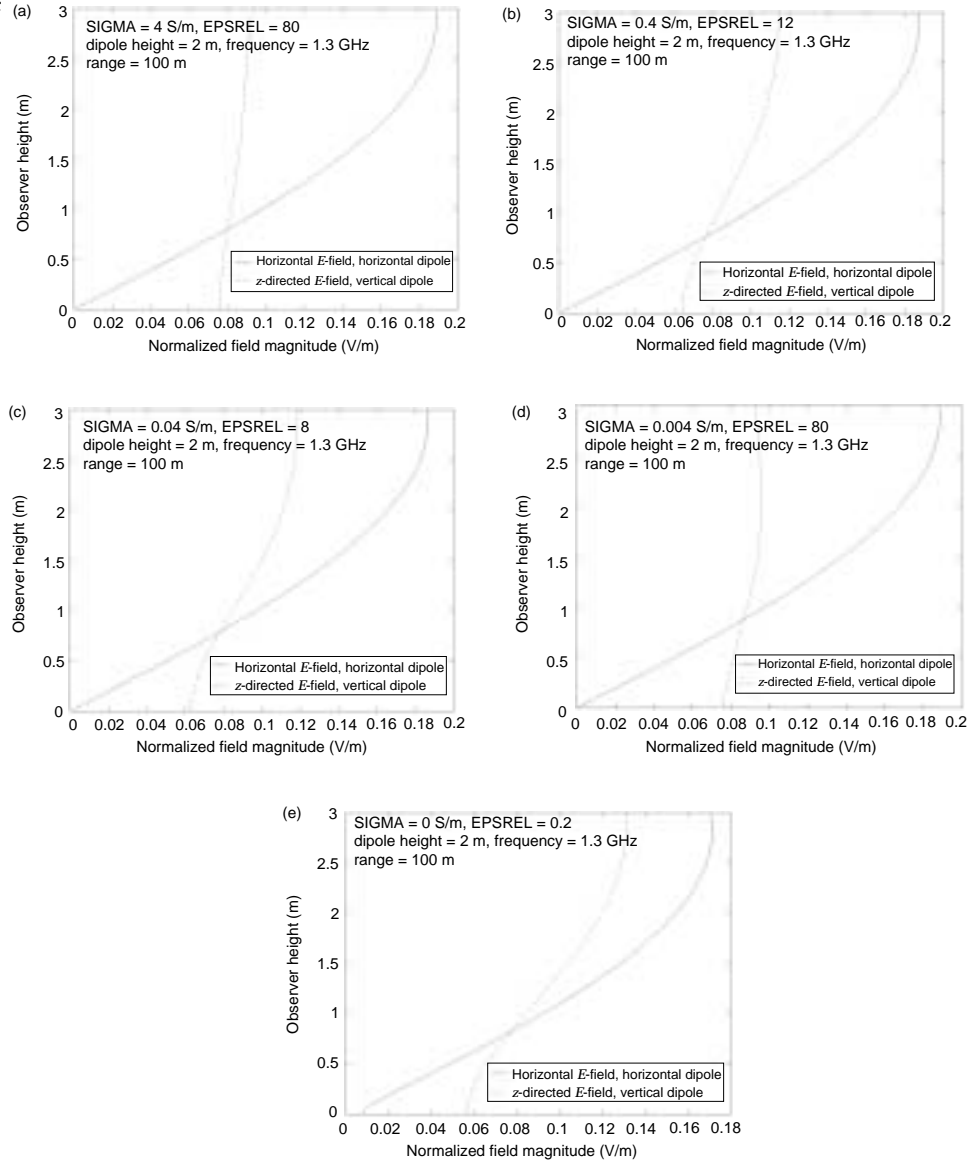 (a)
SIGMA = 4 S/m, EPSREL = 80
dipole height = 2 m, frequency = 1.3 GHz
range = 100 m
3
2.5
2
1.5
1
0.5
0
Observer height (m)
Horizontal E-field, horizontal dipole
z-directed E-field, vertical dipole
0 0.02 0.04 0.06 0.08 0.1 0.12 0.14 0.16 0.18 0.2
Normalized field magnitude (V/m)
(b)
SIGMA = 0.4 S/m, EPSREL = 12
dipole height = 2 m, frequency = 1.3 GHz
range = 100 m
3
2.5
2
1.5
1
0.5
0
Observer height (m)
Horizontal E-field, horizontal dipole
z-directed E-field, vertical dipole
0 0.02 0.04 0.06 0.08 0.1 0.12 0.14 0.16 0.18 0.2
Normalized field magnitude (V/m)
(c)
SIGMA = 0.04 S/m, EPSREL = 8
dipole height = 2 m, frequency = 1.3 GHz
range = 100 m
3
2.5
2
1.5
1
0.5
0
Observer height (m)
Horizontal E-field, horizontal dipole
z-directed E-field, vertical dipole
0 0.02 0.04 0.06 0.08 0.1 0.12 0.14 0.16 0.18 0.2
Normalized field magnitude (V/m)
(d)
SIGMA = 0.004 S/m, EPSREL = 80
dipole height = 2 m, frequency = 1.3 GHz
range = 100 m
3
2.5
2
1.5
1
0.5
0
Observer height (m)
Horizontal E-field, horizontal dipole
z-directed E-field, vertical dipole
0 0.02 0.04 0.06 0.08 0.1 0.12 0.14 0.16 0.18 0.2
Normalized field magnitude (V/m)
(e)
SIGMA = 0 S/m, EPSREL = 0.2
dipole height = 2 m, frequency = 1.3 GHz
range = 100 m
3
2.5
2
1.5
1
0.5
0
Observer height (m)
Horizontal E-field, horizontal dipole
z-directed E-field, vertical dipole
0 0.02 0.04 0.06 0.08 0.10 0.12 0.14 0.16 0.18
Normalized field magnitude (V/m)